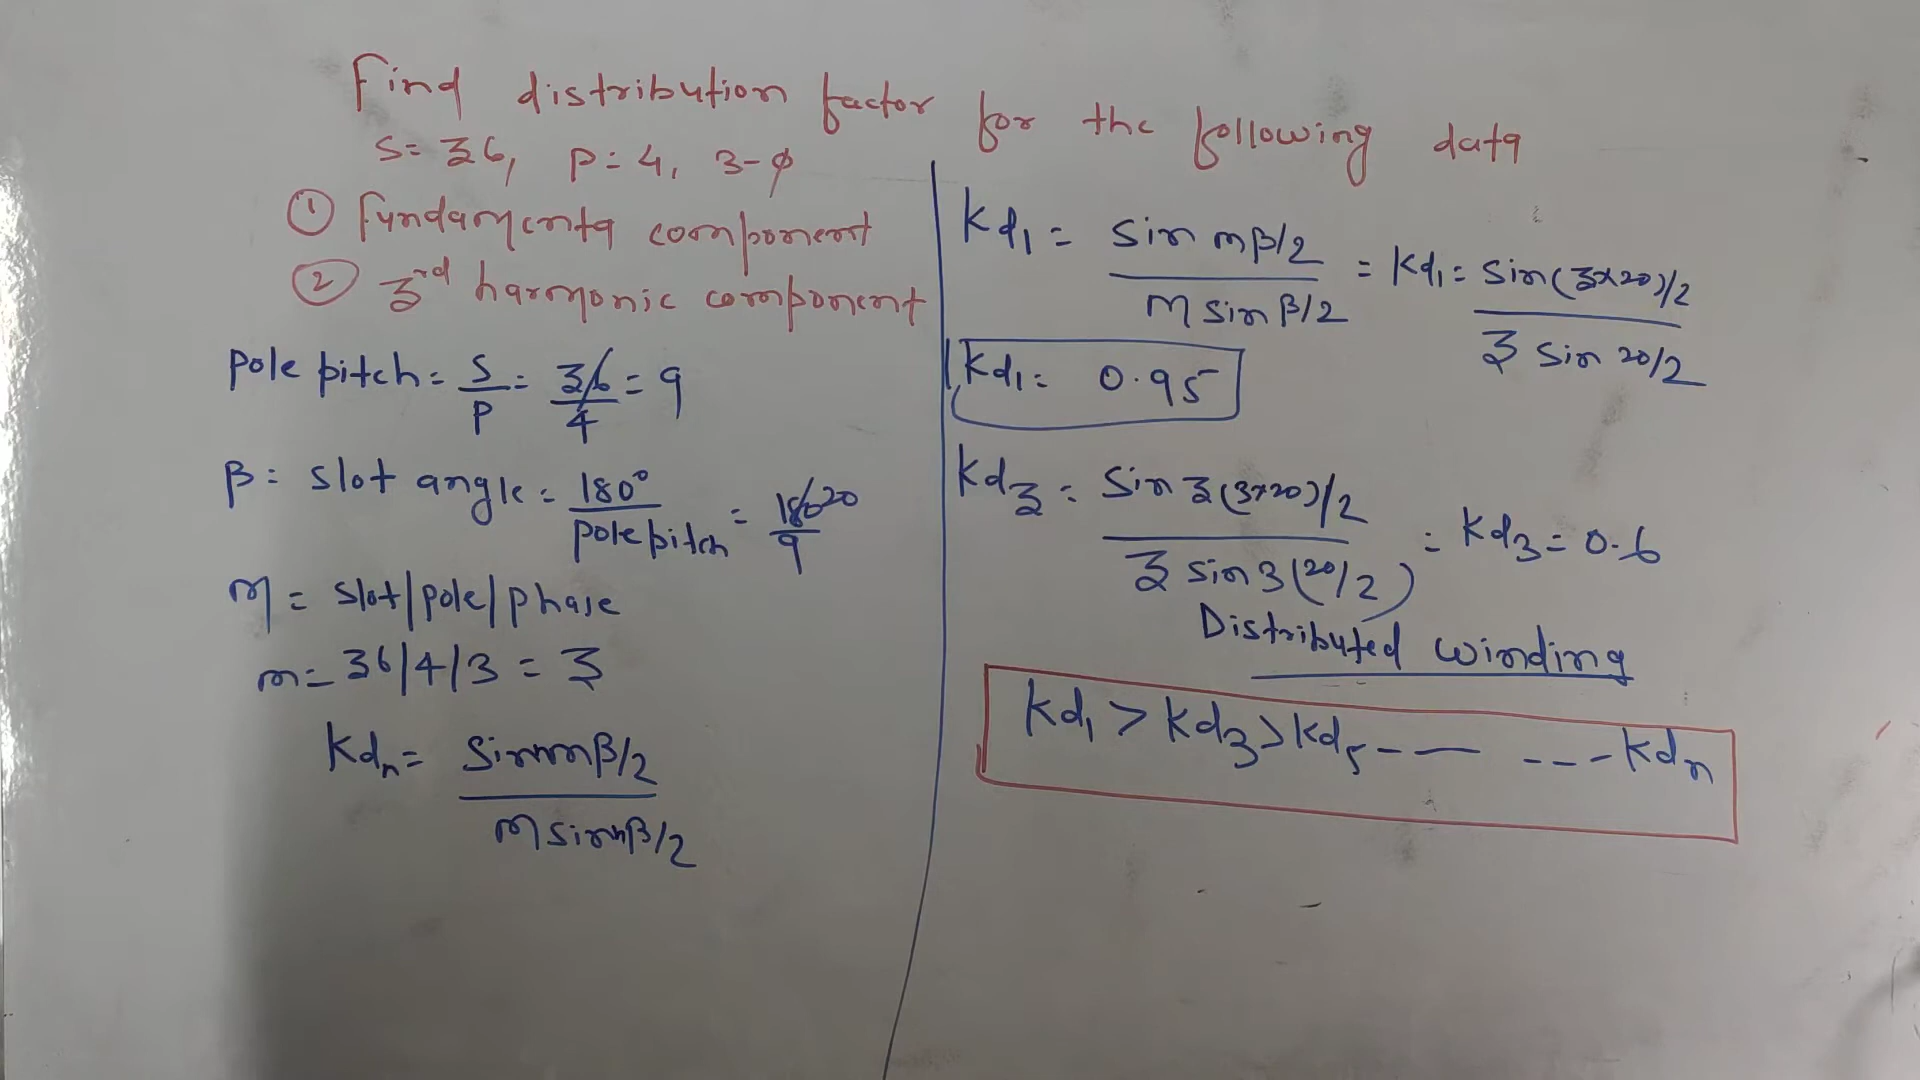 Find distribution factor for the following data
S= 36, P= 4, 3-φ
① fundamenta component
② 3rd harmonic component
Pole pitch = S/P = 36/4 = 9
β = slot angle = 180°/pole pitch = 180/9 20
m = slot/pole/phase
m = 36/4/3 = 3
Kdn = sin mnβ/2 / m sin nβ/2
Kd1 = sin mβ/2 / m sin β/2 = Kd1 = sin(3×20)/2 / 3 sin 20/2
Kd1 = 0.95
Kd3 = sin 3(3×20)/2 / 3 sin 3(20/2) = Kd3 = 0.6
Distributed winding
Kd1 > Kd3 > Kd5 - — --- Kdn